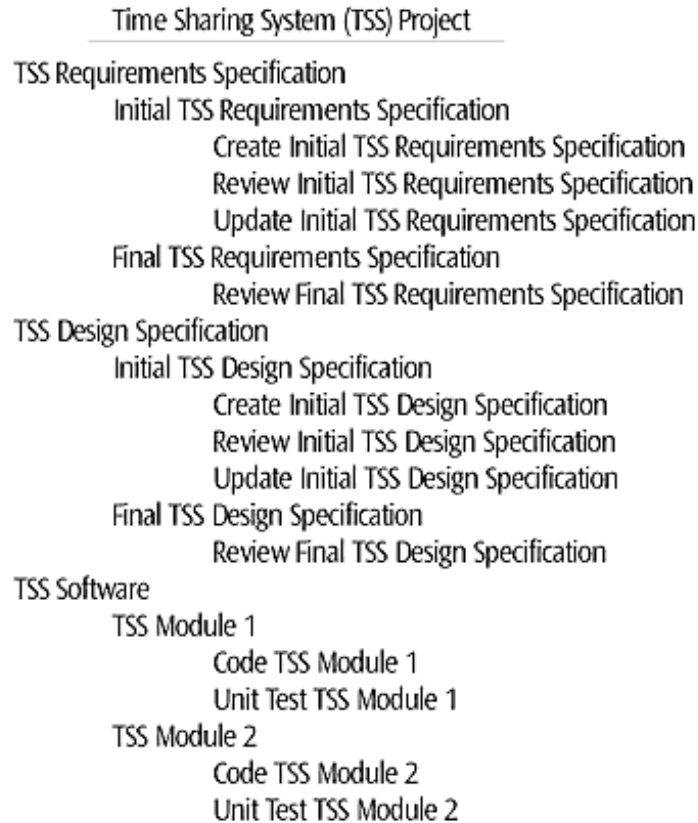 Time Sharing System (TSS) Project
TSS Requirements Specification
Initial TSS Requirements Specification
Create Initial TSS Requirements Specification
Review Initial TSS Requirements Specification
Update Initial TSS Requirements Specification
Final TSS Requirements Specification
Review Final TSS Requirements Specification
TSS Design Specification
Initial TSS Design Specification
Create Initial TSS Design Specification
Review Initial TSS Design Specification
Update Initial TSS Design Specification
Final TSS Design Specification
Review Final TSS Design Specification
TSS Software
TSS Module 1
Code TSS Module 1
Unit Test TSS Module 1
TSS Module 2
Code TSS Module 2
Unit Test TSS Module 2